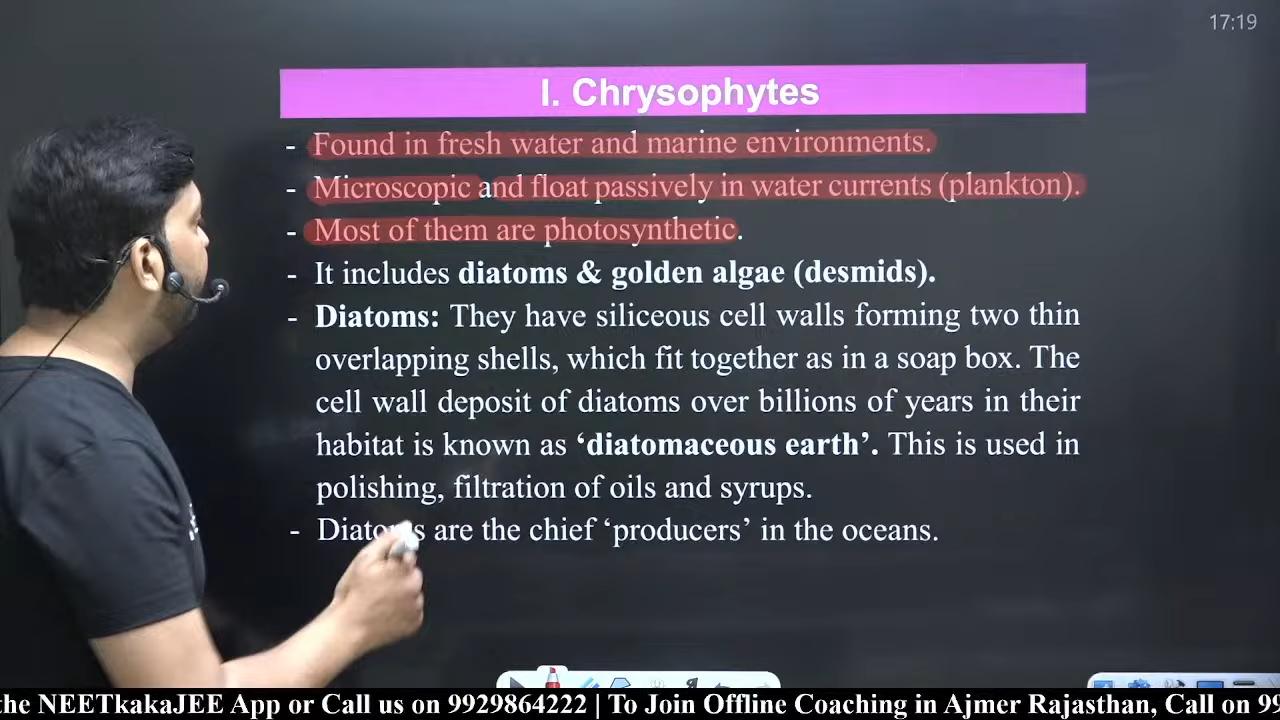 17:19
I. Chrysophytes
- Found in fresh water and marine environments.
- Microscopic and float passively in water currents (plankton).
- Most of them are photosynthetic.
- It includes diatoms & golden algae (desmids).
- Diatoms: They have siliceous cell walls forming two thin
overlapping shells, which fit together as in a soap box. The
cell wall deposit of diatoms over billions of years in their
habitat is known as ‘diatomaceous earth’. This is used in
polishing, filtration of oils and syrups.
- Diatoms are the chief ‘producers’ in the oceans.
the NEETkakaJEE App or Call us on 9929864222 | To Join Offline Coaching in Ajmer Rajasthan, Call on 99